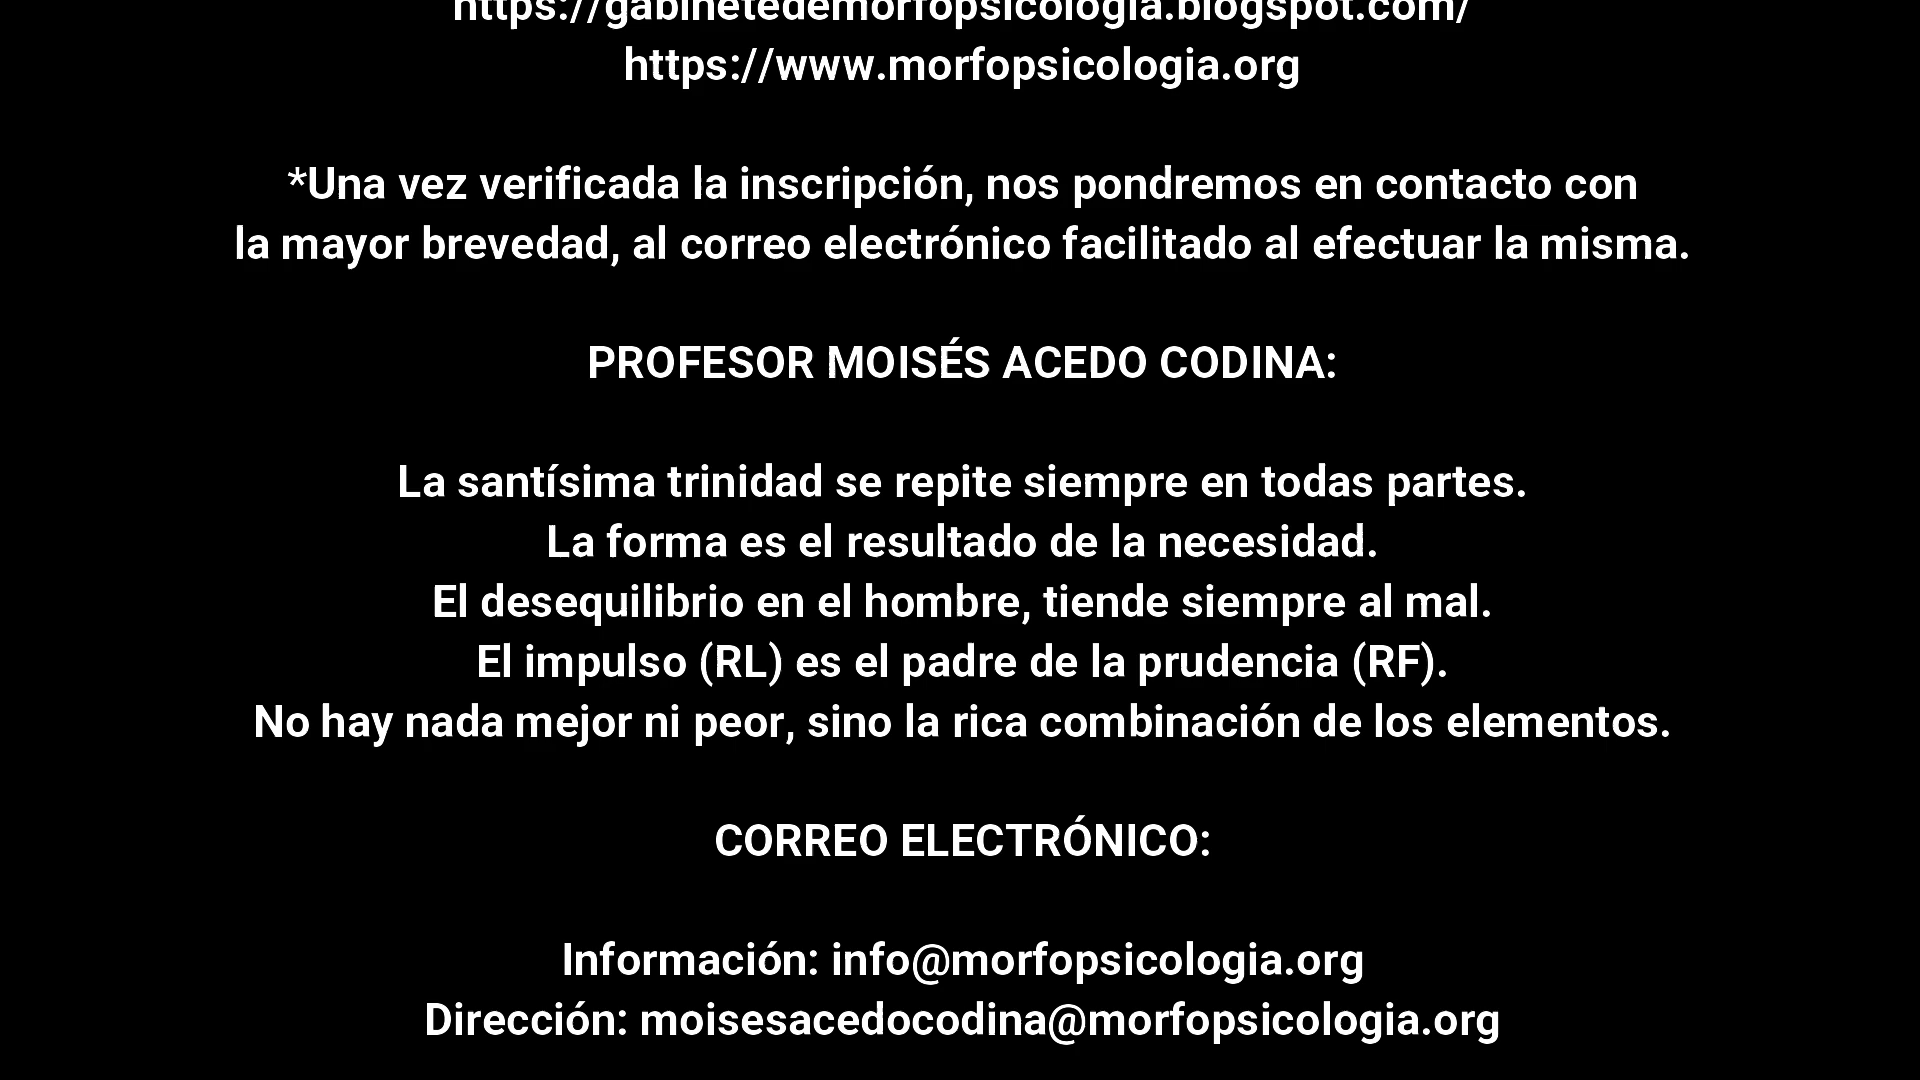 https://gabinetedemorfopsicologia.blogspot.com/
https://www.morfopsicologia.org
*Una vez verificada la inscripción, nos pondremos en contacto con
la mayor brevedad, al correo electrónico facilitado al efectuar la misma.
PROFESOR MOISÉS ACEDO CODINA:
La santísima trinidad se repite siempre en todas partes.
La forma es el resultado de la necesidad.
El desequilibrio en el hombre, tiende siempre al mal.
El impulso (RL) es el padre de la prudencia (RF).
No hay nada mejor ni peor, sino la rica combinación de los elementos.
CORREO ELECTRÓNICO:
Información: info@morfopsicologia.org
Dirección: moisesacedocodina@morfopsicologia.org